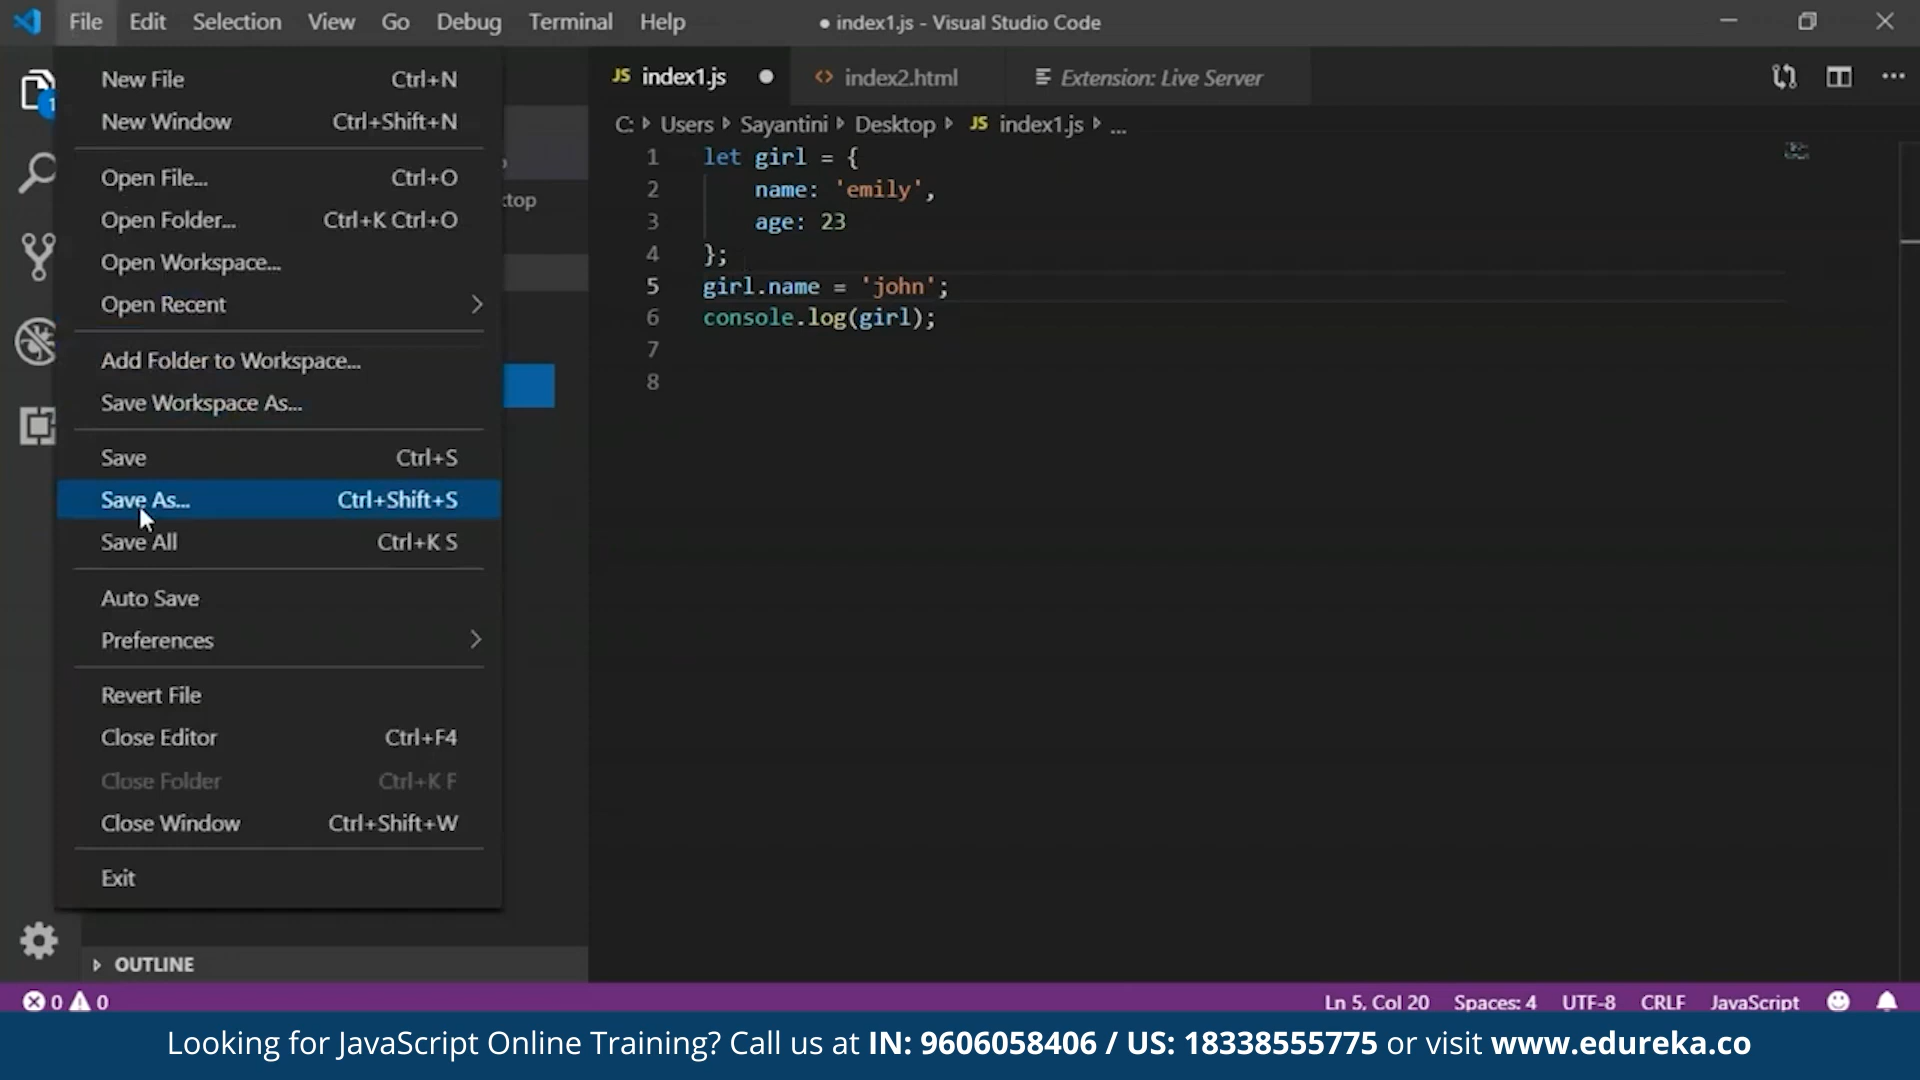 File Edit Selection View Go Debug Terminal Help ● index1.js - Visual Studio Code
New File Ctrl+N
New Window Ctrl+Shift+N
Open File... Ctrl+O
Open Folder... Ctrl+K Ctrl+O
Open Workspace...
Open Recent
Add Folder to Workspace...
Save Workspace As...
Save Ctrl+S
Save As... Ctrl+Shift+S
Save All Ctrl+K S
Auto Save
Preferences
Revert File
Close Editor Ctrl+F4
Close Folder Ctrl+K F
Close Window Ctrl+Shift+W
Exit
1
OUTLINE
JS index1.js ● <> index2.html Extension: Live Server
C: Users Sayantini Desktop JS index1.js ...
1 let girl = {
2 name: 'emily',
3 age: 23
4 };
5 girl.name = 'john';
6 console.log(girl);
7
8
0 0 Ln 5, Col 20 Spaces: 4 UTF-8 CRLF JavaScript
Looking for JavaScript Online Training? Call us at IN: 9606058406 / US: 18338555775 or visit www.edureka.co